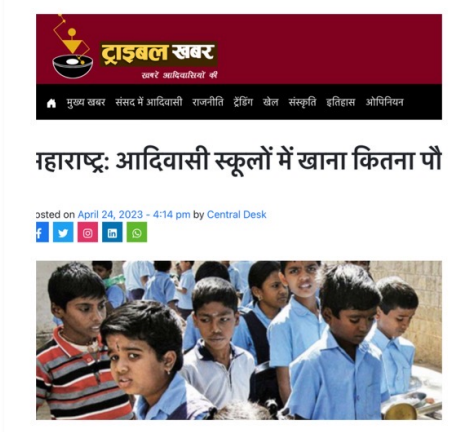 ट्राइबल खबर
खबरें आदिवासियों की
मुख्य खबर संसद में आदिवासी राजनीति ट्रेंडिंग खेल संस्कृति इतिहास ओपिनियन
महाराष्ट्र: आदिवासी स्कूलों में खाना कितना पौ
osted on April 24, 2023 - 4:14 pm by Central Desk